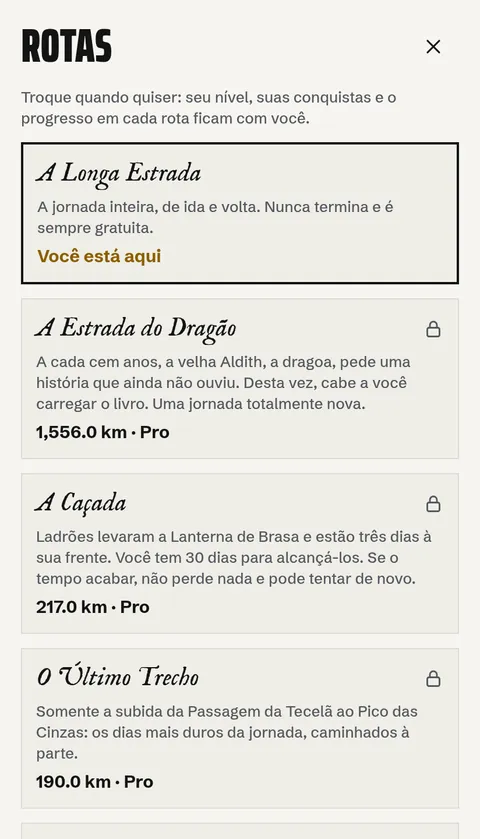 ROTAS
Troque quando quiser: seu nível, suas conquistas e o
progresso em cada rota ficam com você.
A Longa Estrada
A jornada inteira, de ida e volta. Nunca termina e é
sempre gratuita.
Você está aqui
A Estrada do Dragão
A cada cem anos, a velha Aldith, a dragoa, pede uma
história que ainda não ouviu. Desta vez, cabe a você
carregar o livro. Uma jornada totalmente nova.
1,556.0 km · Pro
A Caçada
Ladrões levaram a Lanterna de Brasa e estão três dias à
sua frente. Você tem 30 dias para alcançá-los. Se o
tempo acabar, não perde nada e pode tentar de novo.
217.0 km · Pro
O Último Trecho
Somente a subida da Passagem da Tecelã ao Pico das
Cinzas: os dias mais duros da jornada, caminhados à
parte.
190.0 km · Pro